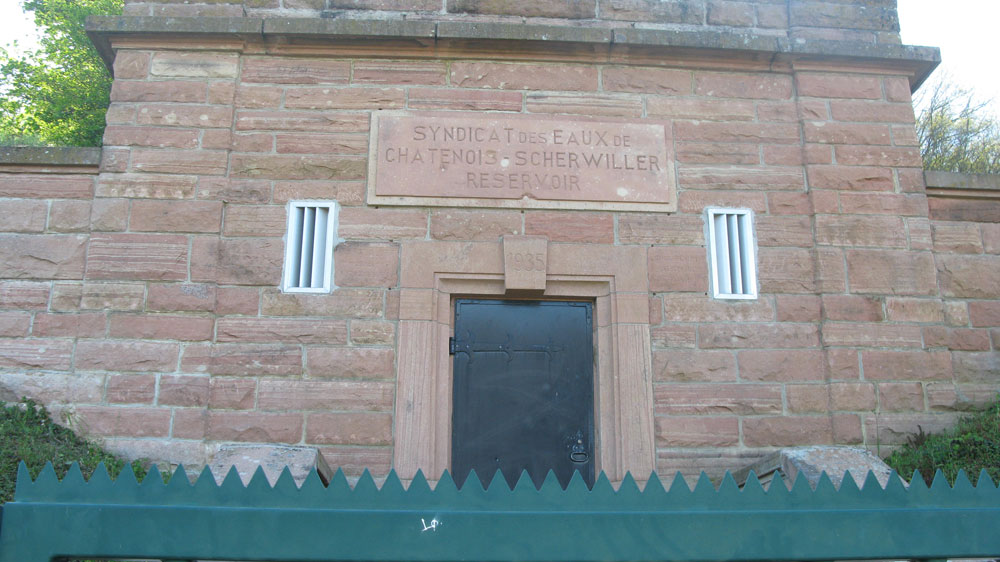 SYNDICAT DES EAUX DE
CHATENOIS-SCHERWILLER
RESERVOIR
1935